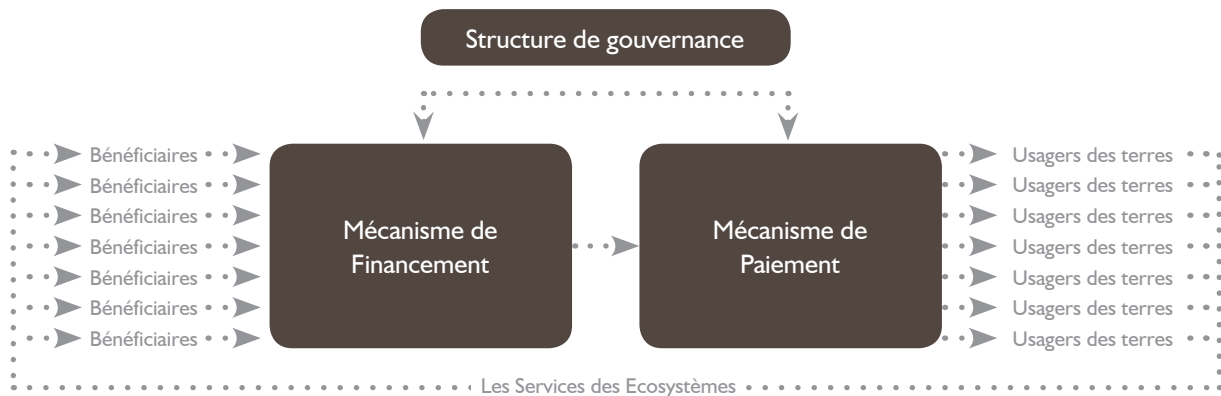 Structure de gouvernance
Bénéficiaires
Bénéficiaires
Bénéficiaires
Bénéficiaires
Bénéficiaires
Bénéficiaires
Bénéficiaires
Mécanisme de
Financement
Mécanisme de
Paiement
Usagers des terres
Usagers des terres
Usagers des terres
Usagers des terres
Usagers des terres
Usagers des terres
Usagers des terres
Les Services des Ecosystèmes